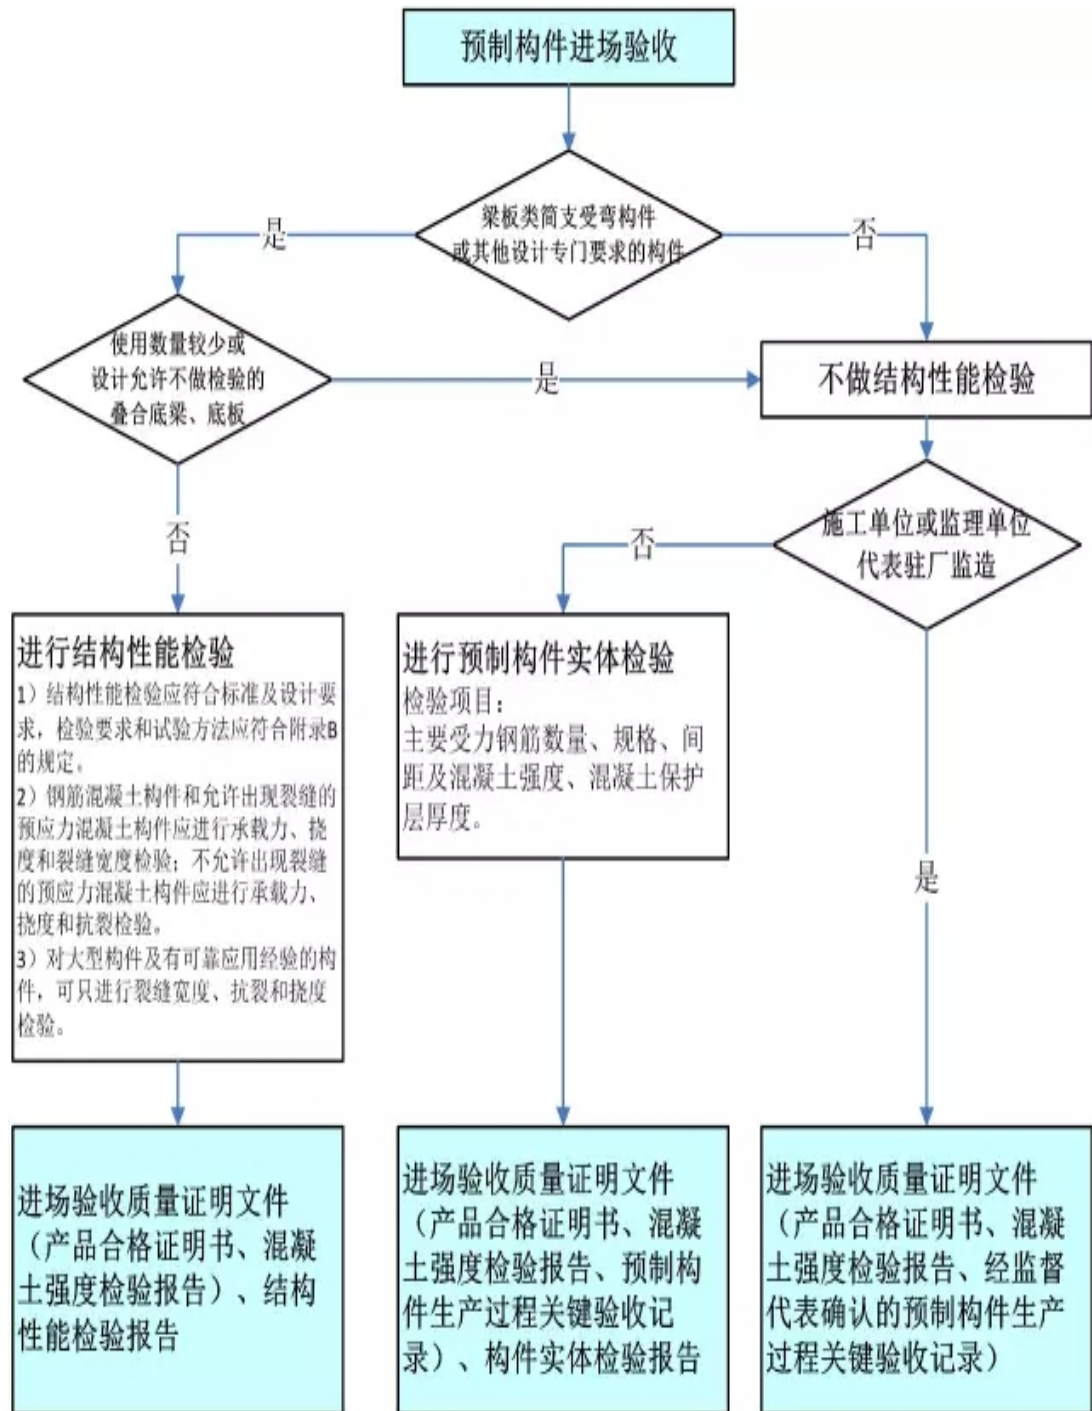 预制构件进场验收
梁板类简支受弯构件
或其他设计专门要求的构件
是
否
使用数量较少或
设计允许不做检验的
叠合底梁、底板
是
不做结构性能检验
否
施工单位或监理单位
代表驻厂监造
否
是
进行结构性能检验
1）结构性能检验应符合标准及设计要
求，检验要求和试验方法应符合附录B
的规定。
2）钢筋混凝土构件和允许出现裂缝的
预应力混凝土构件应进行承载力、挠
度和裂缝宽度检验；不允许出现裂缝
的预应力混凝土构件应进行承载力、
挠度和抗裂检验。
3）对大型构件及有可靠应用经验的构
件，可只进行裂缝宽度、抗裂和挠度
检验。
进行预制构件实体检验
检验项目：
主要受力钢筋数量、规格、间
距及混凝土强度、混凝土保护
层厚度。
进场验收质量证明文件
（产品合格证明书、混凝
土强度检验报告）、结构
性能检验报告
进场验收质量证明文件
（产品合格证明书、混凝
土强度检验报告、预制构
件生产过程关键验收记
录）、构件实体检验报告
进场验收质量证明文件
（产品合格证明书、混凝
土强度检验报告、经监督
代表确认的预制构件生产
过程关键验收记录）